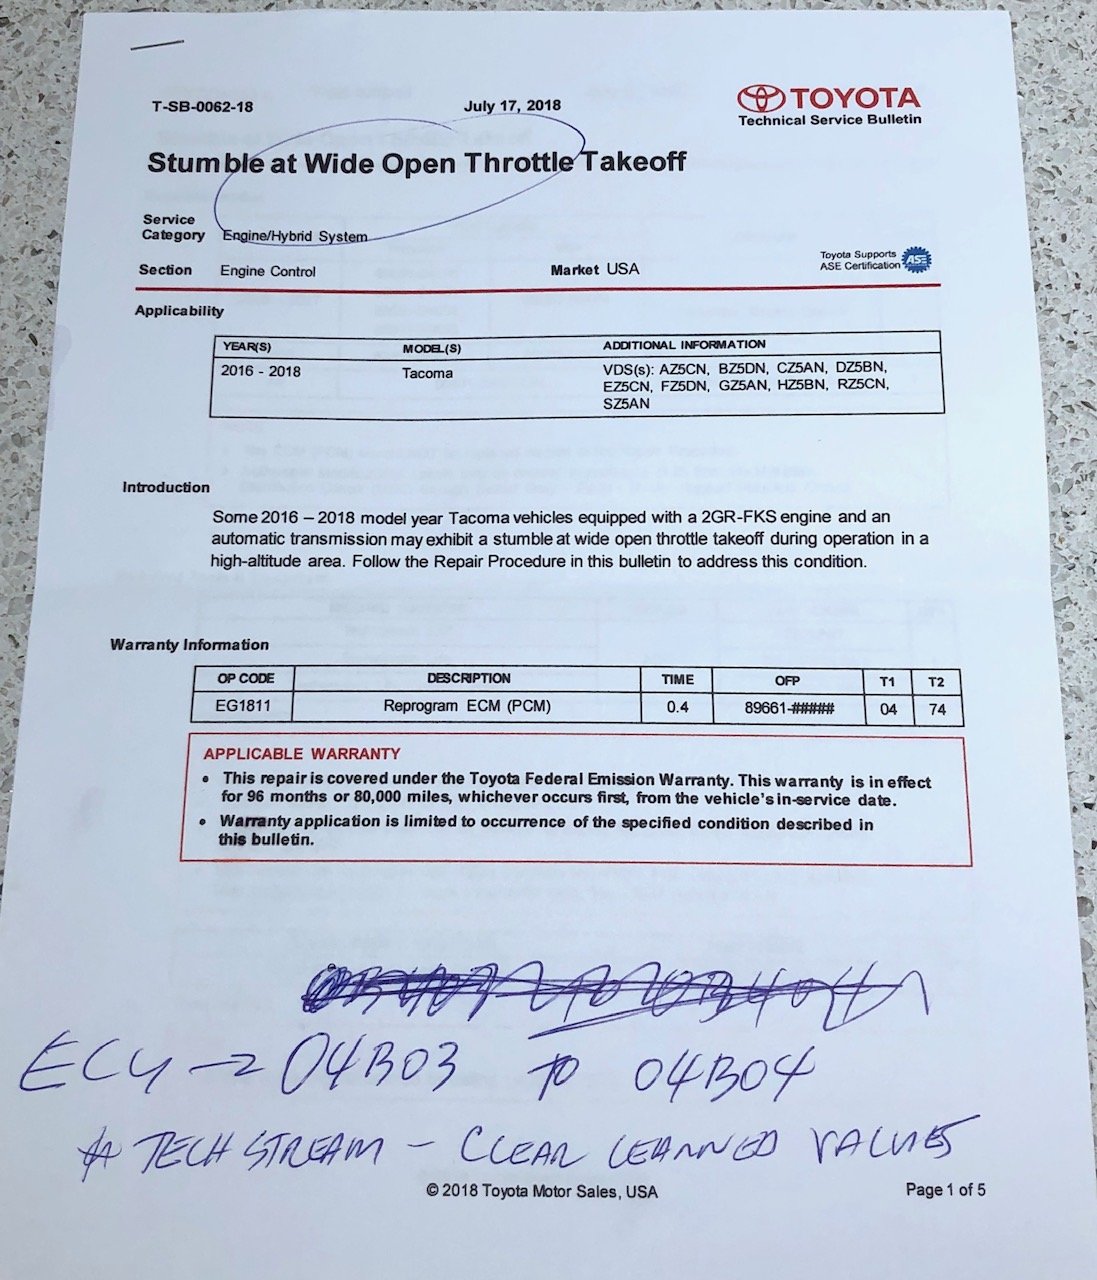 T-SB-0062-18 July 17, 2018 TOYOTA
Technical Service Bulletin
Stumble at Wide Open Throttle Takeoff
Service
Category Engine/Hybrid System
Section Engine Control Market USA
Toyota Supports
ASE Certification ASE
Applicability
YEAR(S) MODEL(S) ADDITIONAL INFORMATION
2016 - 2018 Tacoma VDS(s): AZ5CN, BZ5DN, CZ5AN, DZ5BN,
EZ5CN, FZ5DN, GZ5AN, HZ5BN, RZ5CN,
SZ5AN
Introduction
Some 2016 – 2018 model year Tacoma vehicles equipped with a 2GR-FKS engine and an
automatic transmission may exhibit a stumble at wide open throttle takeoff during operation in a
high-altitude area. Follow the Repair Procedure in this bulletin to address this condition.
Warranty Information
OP CODE DESCRIPTION TIME OFP T1 T2
EG1811 Reprogram ECM (PCM) 0.4 89661-##### 04 74
APPLICABLE WARRANTY
• This repair is covered under the Toyota Federal Emission Warranty. This warranty is in effect
for 96 months or 80,000 miles, whichever occurs first, from the vehicle's in-service date.
• Warranty application is limited to occurrence of the specified condition described in
this bulletin.
ECU → 04B03 to 04B04
TECHSTREAM – CLEAR LEARNED VALUES
© 2018 Toyota Motor Sales, USA Page 1 of 5